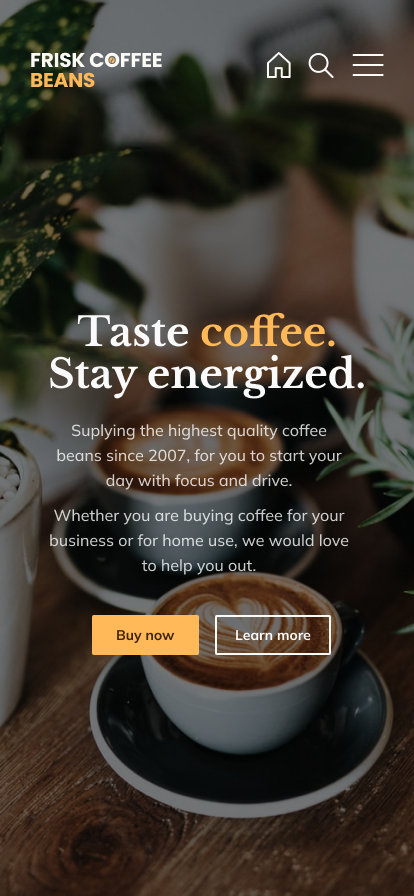 FRISK COFFEE
BEANS
Taste coffee.
Stay energized.
Suplying the highest quality coffee
beans since 2007, for you to start your
day with focus and drive.
Whether you are buying coffee for your
business or for home use, we would love
to help you out.
Buy now
Learn more